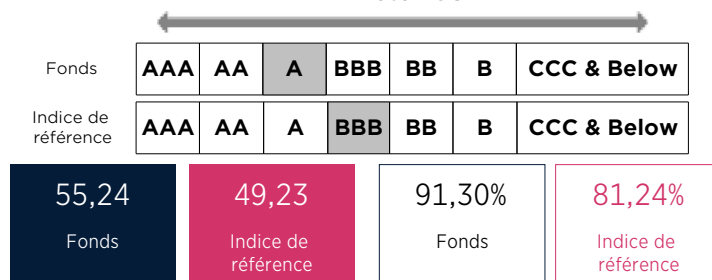 Fonds AAA AA A BBB BB B CCC & Below
Indice de
référence
AAA AA A BBB BB B CCC & Below
55,24
Fonds
49,23
Indice de
référence
91,30%
Fonds
81,24%
Indice de
référence